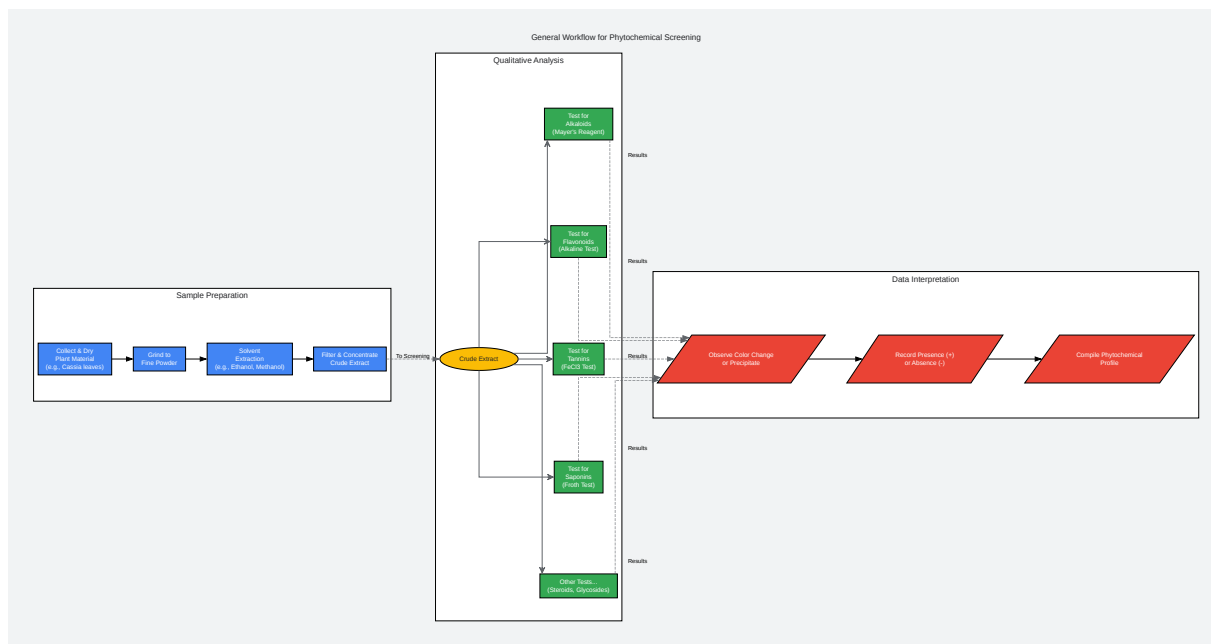 General Workflow for Phytochemical Screening
Sample Preparation
Collect & Dry
Plant Material
(e.g., Cassia leaves)
Grind to
Fine Powder
Solvent
Extraction
(e.g., Ethanol, Methanol)
Filter & Concentrate
Crude Extract
To Screening
Qualitative Analysis
Crude Extract
Test for
Alkaloids
(Mayer's Reagent)
Test for
Flavonoids
(Alkaline Test)
Test for
Tannins
(FeCl3 Test)
Test for
Saponins
(Froth Test)
Other Tests...
(Steroids, Glycosides)
Results
Results
Results
Results
Results
Data Interpretation
Observe Color Change
or Precipitate
Record Presence (+)
or Absence (-)
Compile Phytochemical
Profile